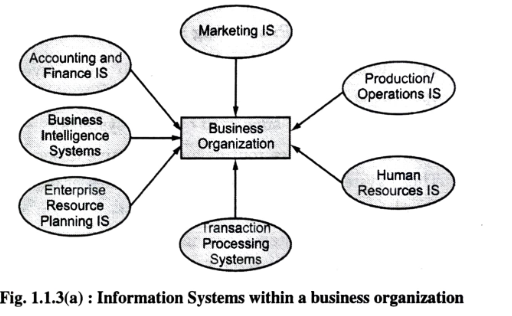 Marketing IS
Accounting and
Finance IS
Production/
Operations IS
Business
Intelligence
Systems
Business
Organization
Human
Resources IS
Enterprise
Resource
Planning IS
Transaction
Processing
Systems
Fig. 1.1.3(a) : Information Systems within a business organization